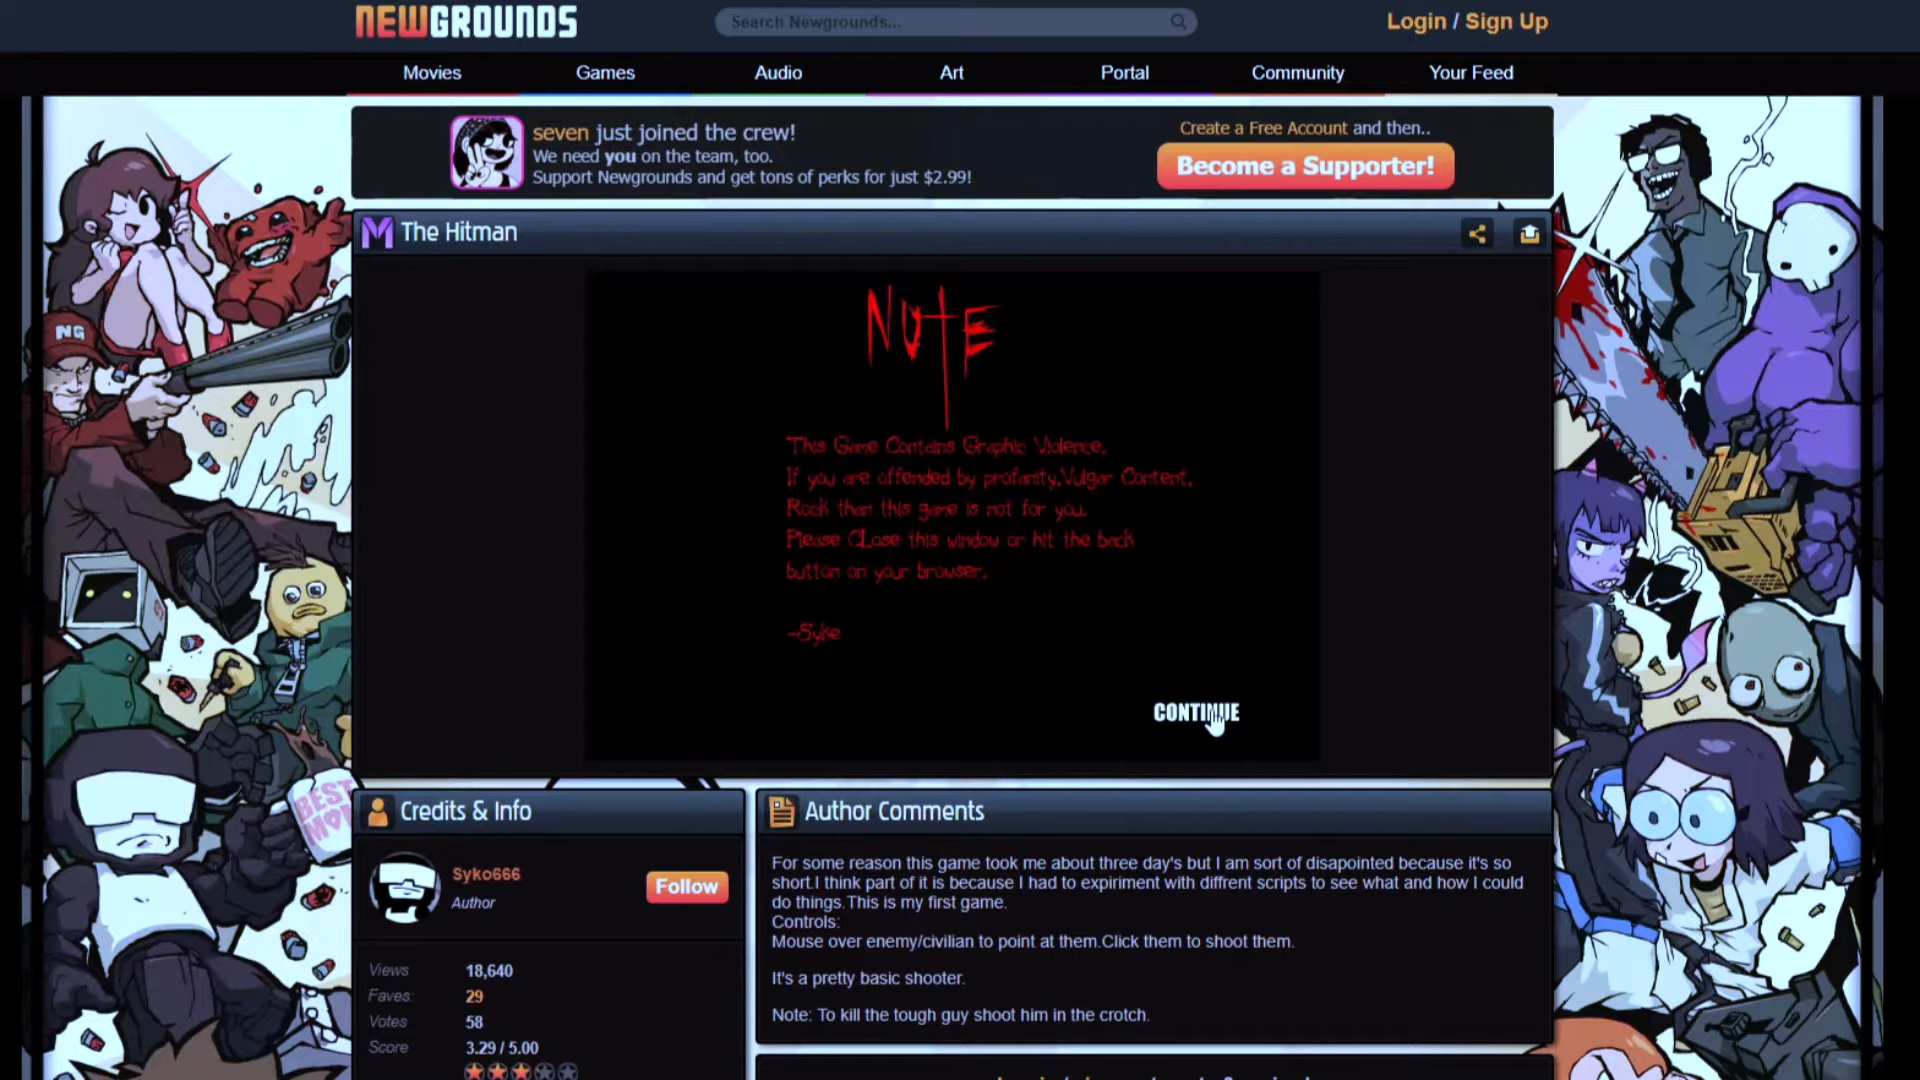 NEWGROUNDS
Search Newgrounds...
Login / Sign Up
Movies
Games
Audio
Art
Portal
Community
Your Feed
seven just joined the crew!
We need you on the team, too.
Support Newgrounds and get tons of perks for just $2.99!
Create a Free Account and then..
Become a Supporter!
M The Hitman
NOTE
This Game Contains Graphic Violence.
If you are offended by profanity,Vulgar Content,
Rock then this game is not for you.
Please CLose this window or hit the back
button on your browser.
-Syke
CONTINUE
NG
BEST
MOM
Credits & Info
Syko666
Author
Follow
Views 18,640
Faves: 29
Votes 58
Score 3.29 / 5.00
Author Comments
For some reason this game took me about three day's but I am sort of disapointed because it's so
short.I think part of it is because I had to expiriment with diffrent scripts to see what and how I could
do things.This is my first game.
Controls:
Mouse over enemy/civilian to point at them.Click them to shoot them.
It's a pretty basic shooter.
Note: To kill the tough guy shoot him in the crotch.